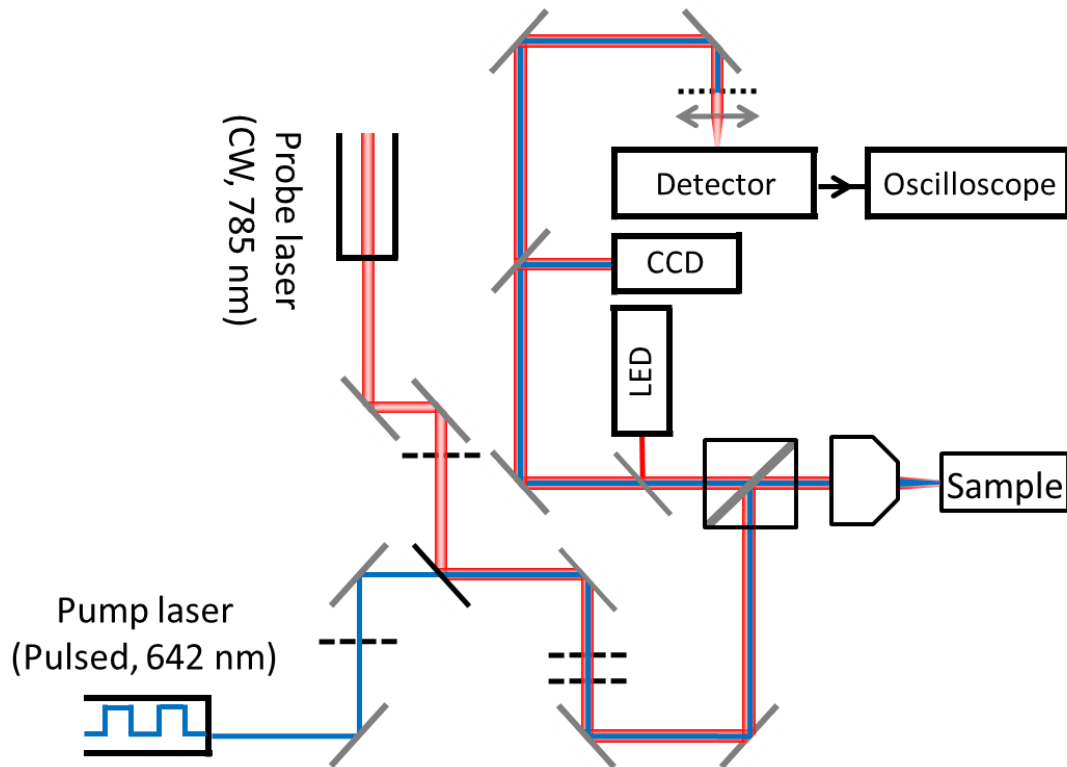 Probe laser
(CW, 785 nm)
Detector
Oscilloscope
CCD
LED
Sample
Pump laser
(Pulsed, 642 nm)